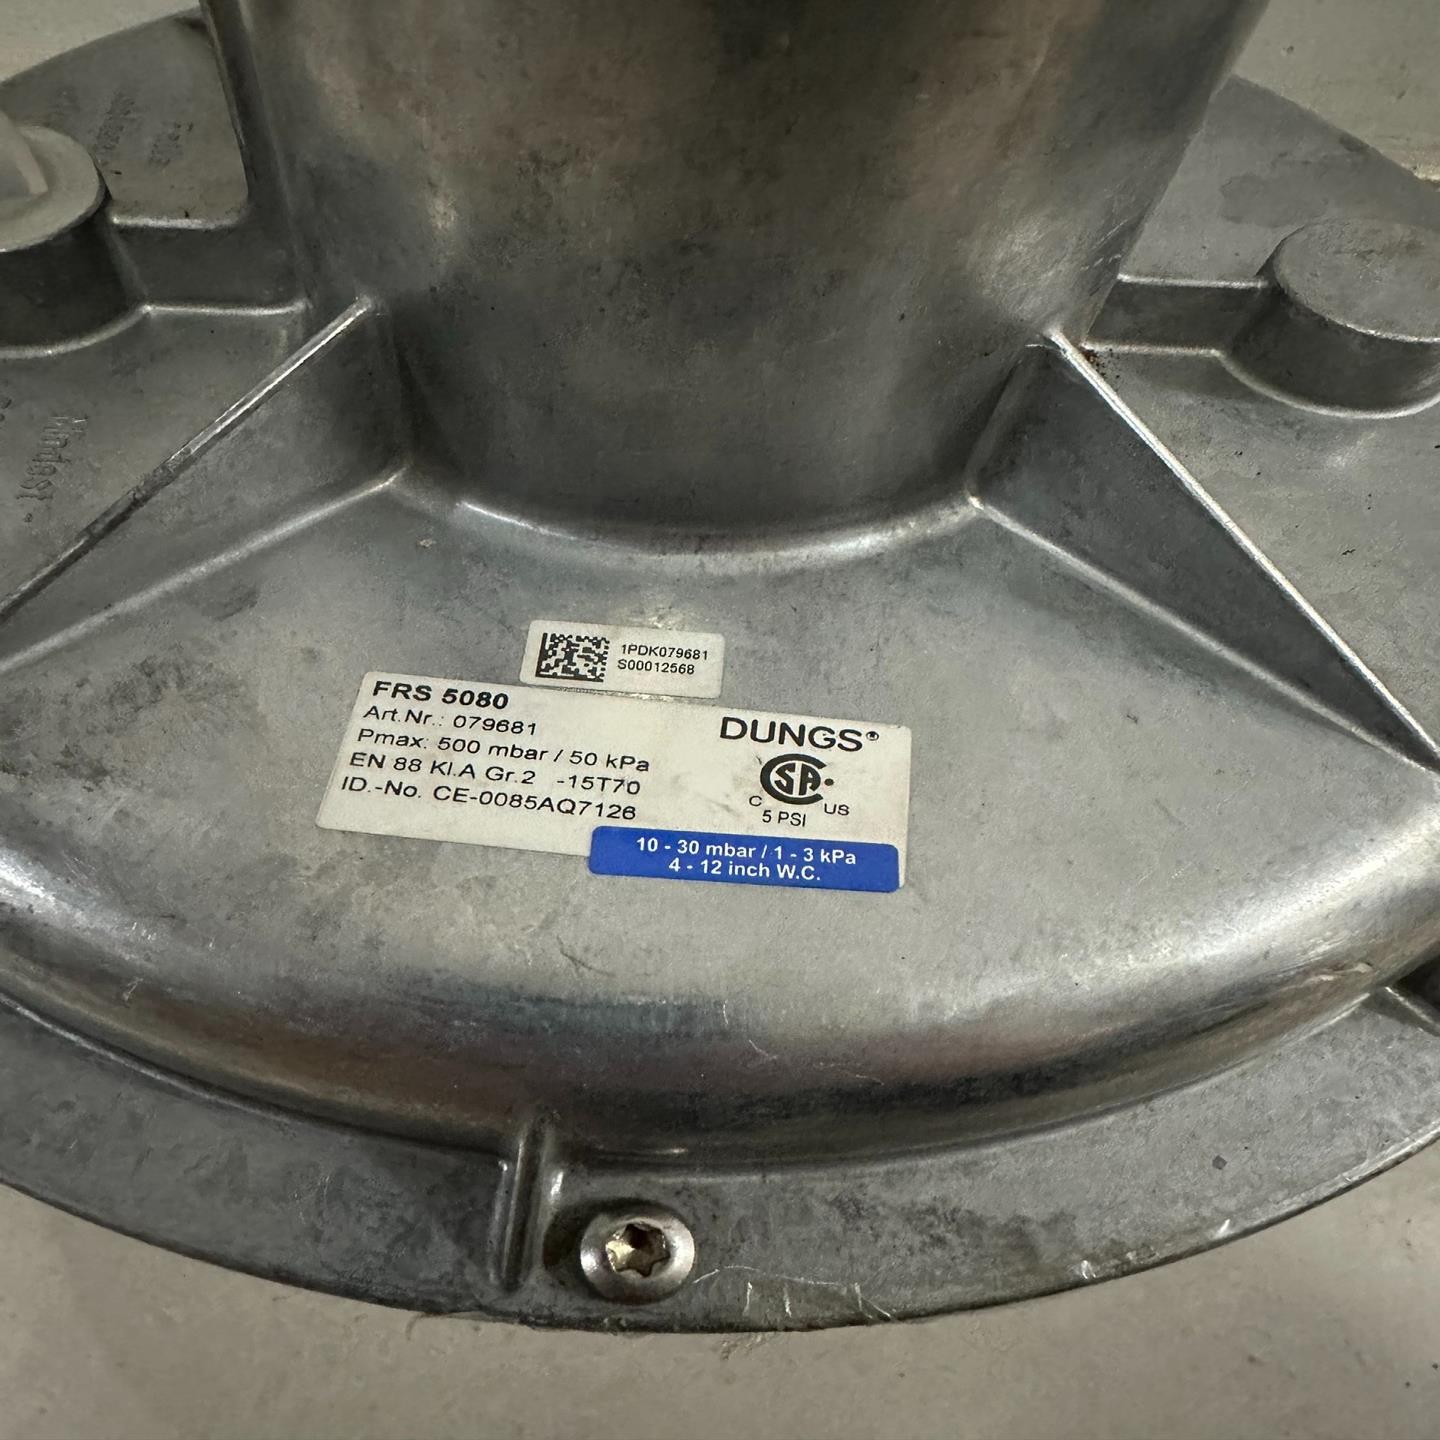 1PDK079681
S00012568
FRS 5080
Art.Nr.: 079681
Pmax: 500 mbar / 50 kPa
EN 88 Kl.A Gr.2 -15T70
ID.-No. CE-0085AQ7126
DUNGS®
CSA
C US
5 PSI
10 - 30 mbar / 1 - 3 kPa
4 - 12 inch W.C.